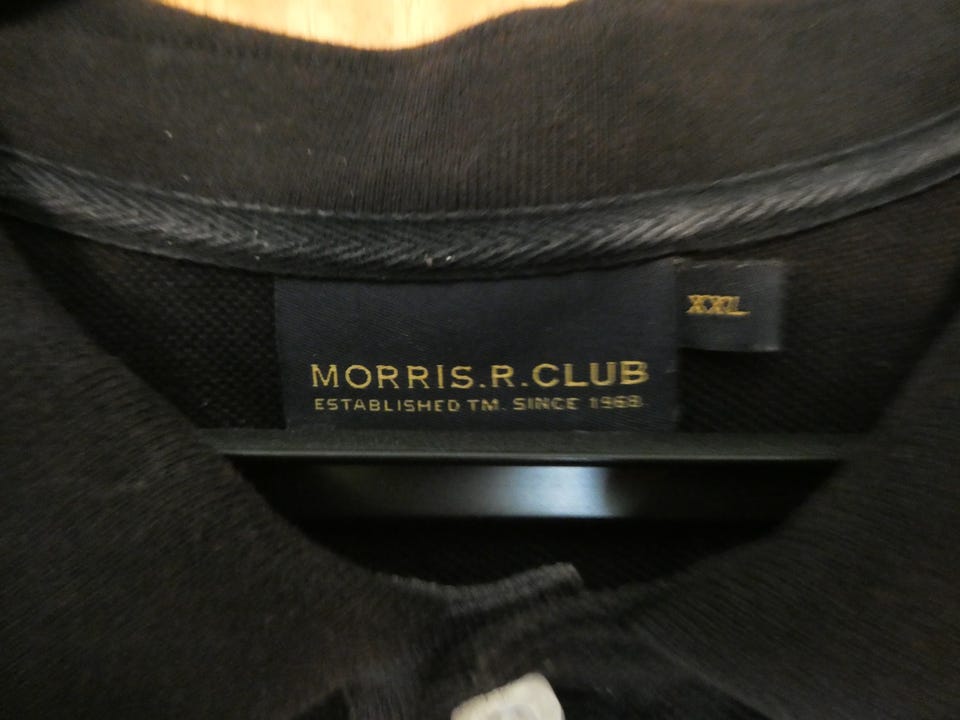 XXL
MORRIS.R.CLUB
ESTABLISHED TM. SINCE 1968